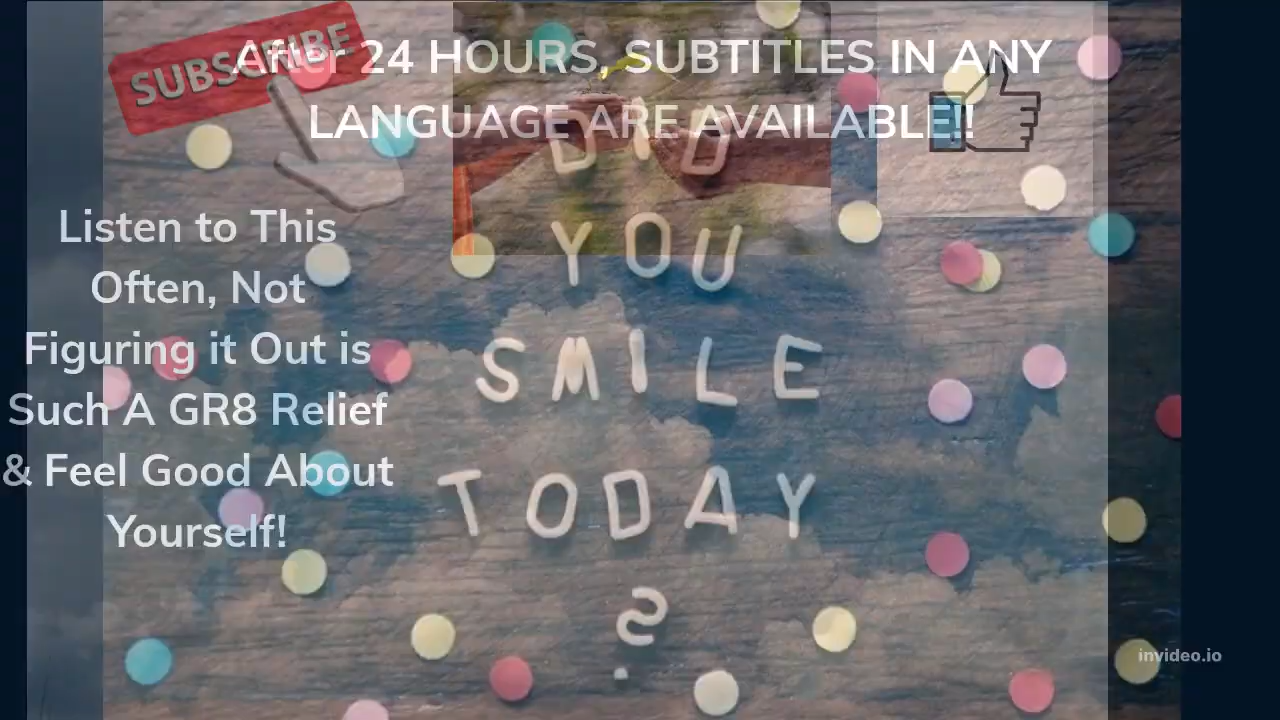 SUBSCRIBE
After 24 HOURS, SUBTITLES IN ANY
LANGUAGE ARE AVAILABLE!!
Listen to This
Often, Not
Figuring it Out is
Such A GR8 Relief
& Feel Good About
Yourself!
DID
YOU
SMILE
TODAY
?
invideo.io